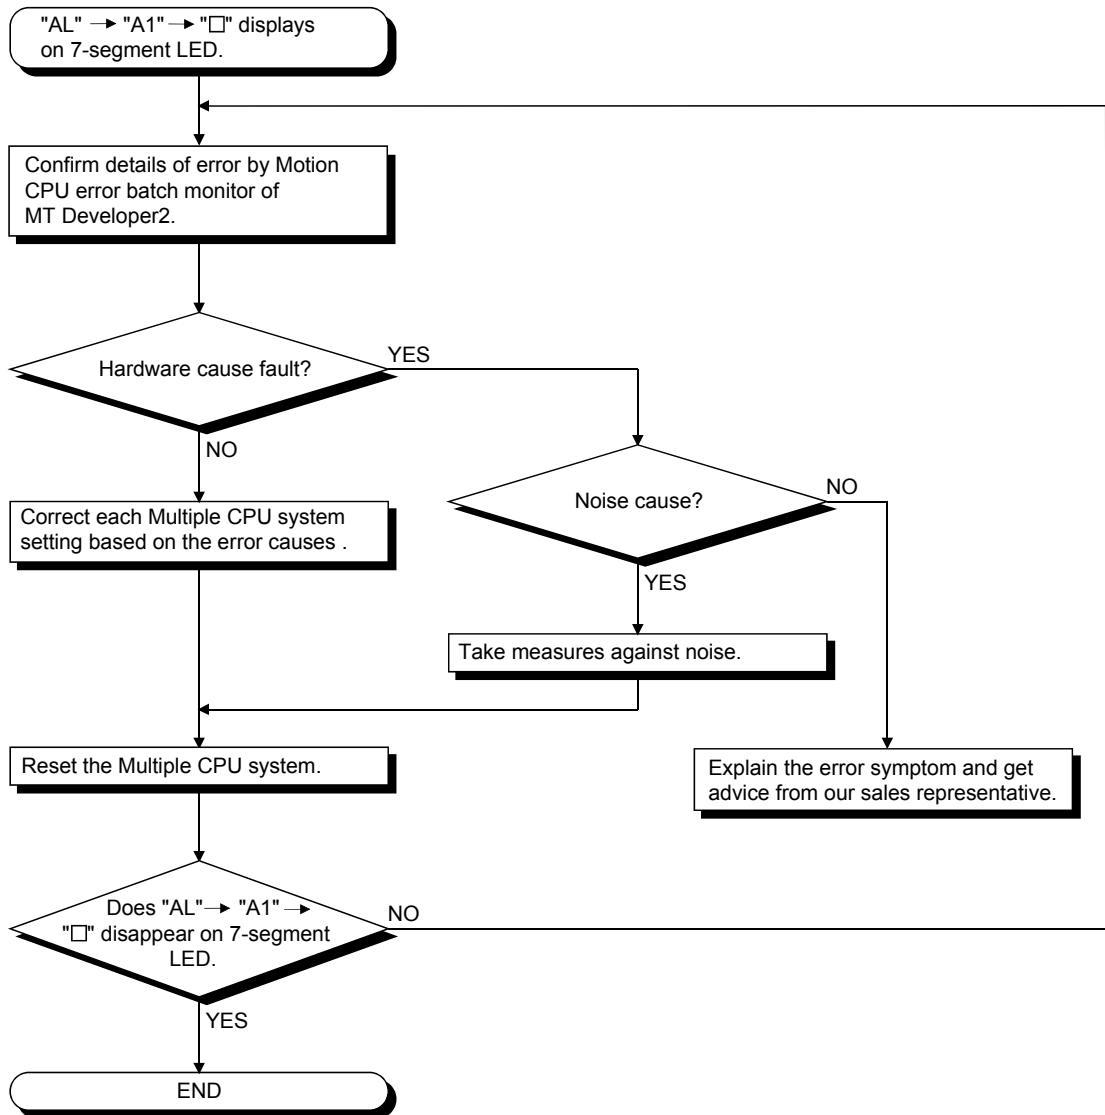 "AL" → "A1" → "□" displays
on 7-segment LED.
Confirm details of error by Motion
CPU error batch monitor of
MT Developer2.
Hardware cause fault?
YES
NO
Correct each Multiple CPU system
setting based on the error causes .
Noise cause?
NO
YES
Take measures against noise.
Reset the Multiple CPU system.
Explain the error symptom and get
advice from our sales representative.
Does "AL" → "A1" →
"□" disappear on 7-segment
LED.
NO
YES
END